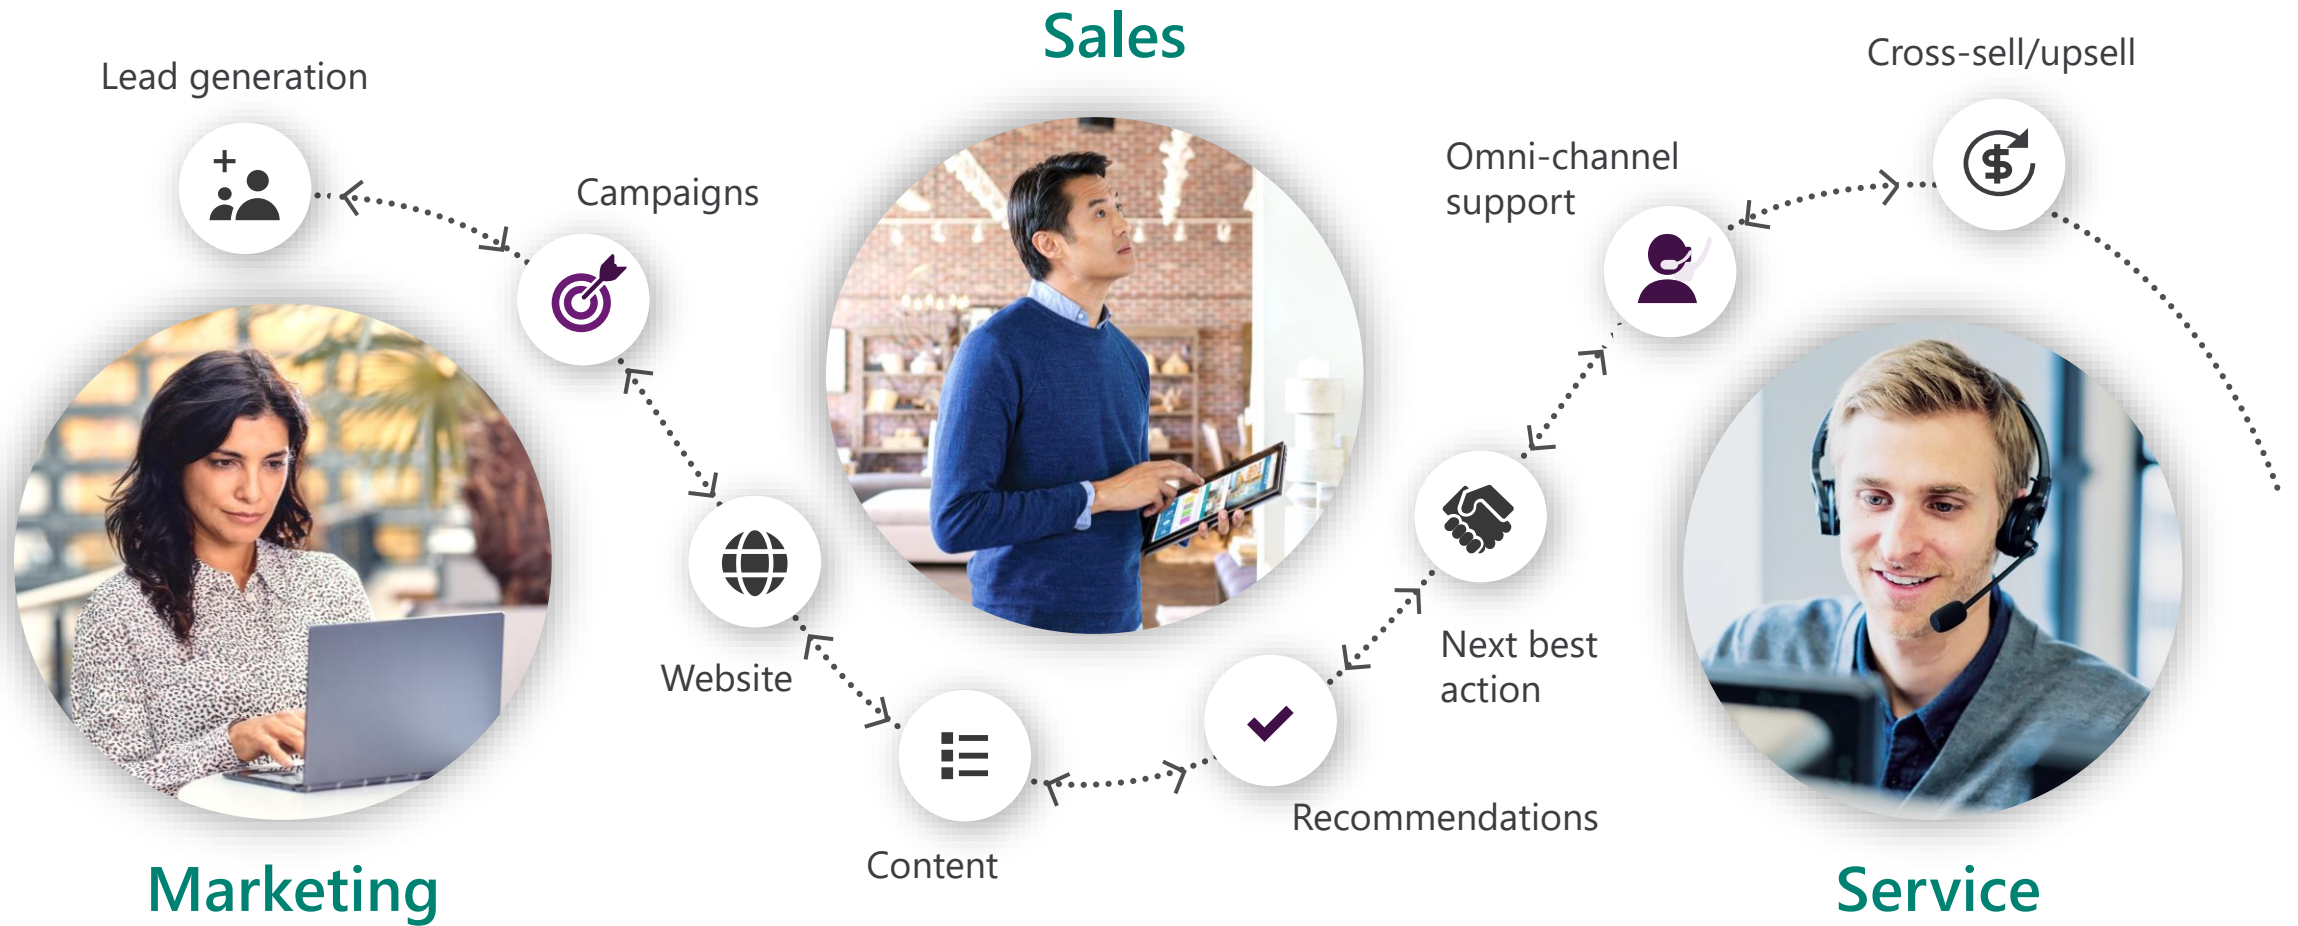 Sales
Lead generation
Cross-sell/upsell
Omni-channel
support
Campaigns
Website
Next best
action
Recommendations
Content
Marketing
Service